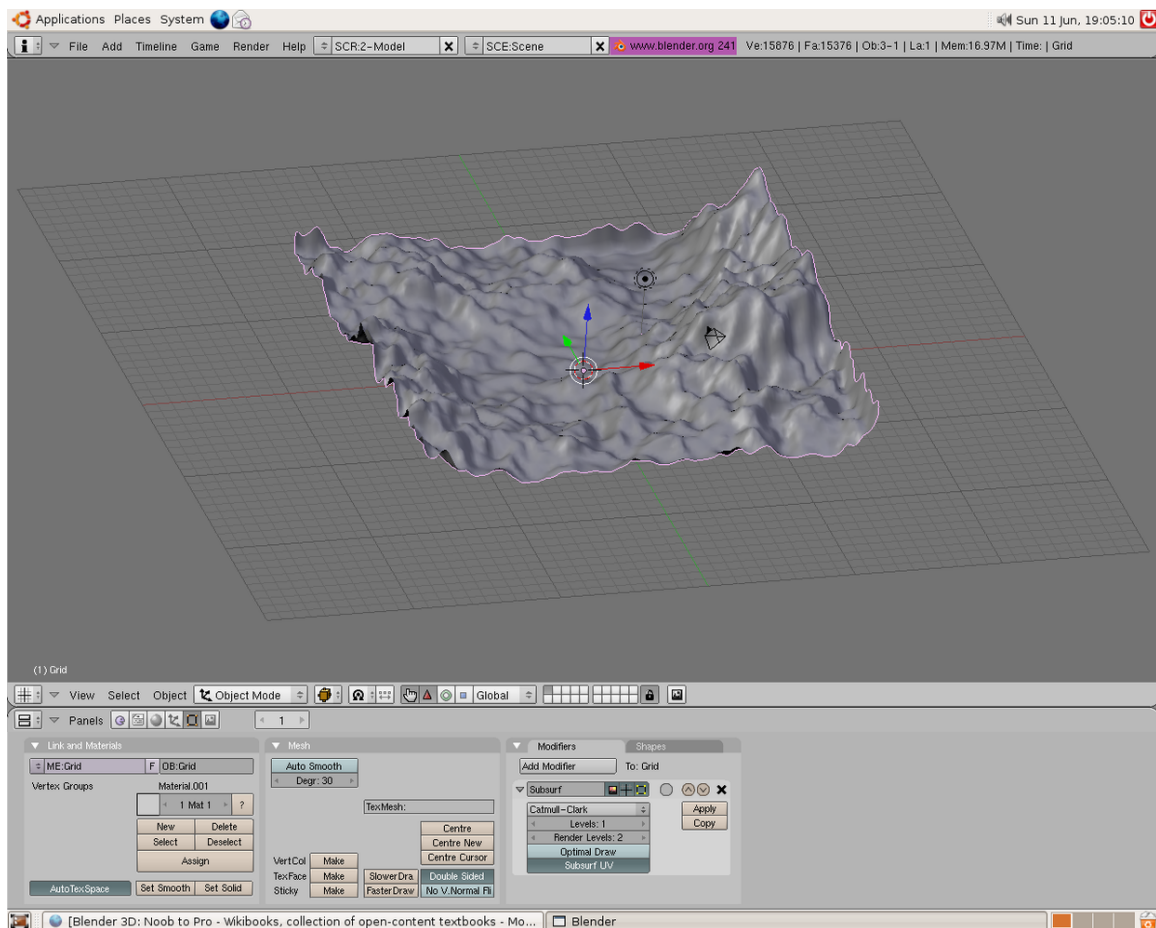 Applications Places System Sun 11 Jun, 19:05:10
File Add Timeline Game Render Help SCR:2-Model SCE:Scene www.blender.org 241 Ve:15876 | Fa:15376 | Ob:3-1 | La:1 | Mem:16.97M | Time: | Grid
(1) Grid
View Select Object Object Mode Global
Panels 1
Link and Materials
ME:Grid F OB:Grid
Vertex Groups Material.001
1 Mat 1 ?
New Delete
Select Deselect
Assign
AutoTexSpace Set Smooth Set Solid
Mesh
Auto Smooth
Degr: 30
TexMesh:
Centre
Centre New
Centre Cursor
VertCol Make
TexFace Make SlowerDra Double Sided
Sticky Make FasterDraw No V.Normal Fli
Modifiers Shapes
Add Modifier To: Grid
Subsurf
Catmull-Clark Apply
Levels: 1 Copy
Render Levels: 2
Optimal Draw
Subsurf UV
[Blender 3D: Noob to Pro - Wikibooks, collection of open-content textbooks - Mo... Blender